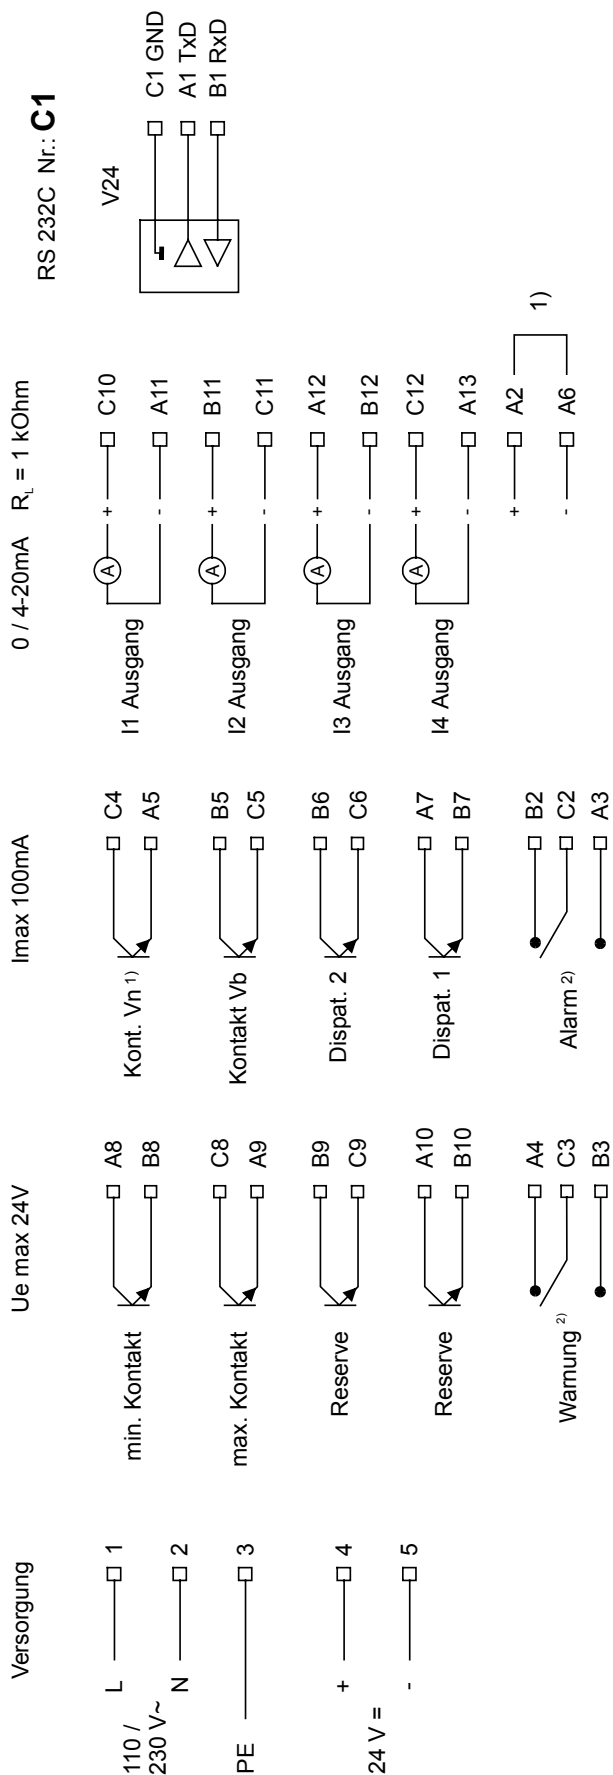 Versorgung
L
1
110 /
230 V~
N
2
PE
3
+
4
24 V =
-
5
Ue max 24V
min. Kontakt
A8
B8
max. Kontakt
C8
A9
Reserve
B9
C9
Reserve
A10
B10
Warnung 2)
A4
C3
B3
Imax 100mA
Kont. Vn 1)
C4
A5
Kontakt Vb
B5
C5
Dispat. 2
B6
C6
Dispat. 1
A7
B7
Alarm 2)
B2
C2
A3
0 / 4-20mA RL = 1 kOhm
I1 Ausgang
A
+
C10
-
A11
I2 Ausgang
A
+
B11
-
C11
I3 Ausgang
A
+
A12
-
B12
I4 Ausgang
A
+
C12
-
A13
+
A2
-
A6
1)
RS 232C Nr.: C1
V24
C1 GND
A1 TxD
B1 RxD